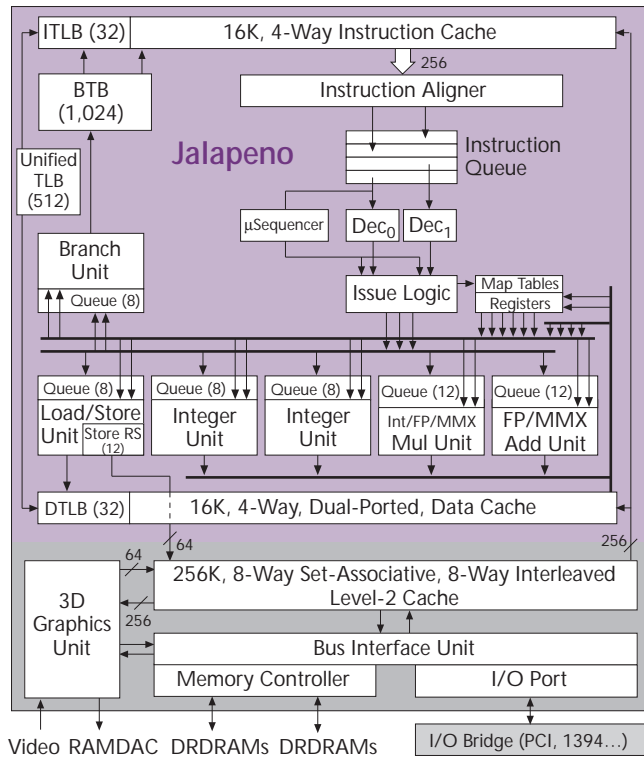 ITLB (32)
16K, 4-Way Instruction Cache
256
BTB
(1,024)
Instruction Aligner
Jalapeno
Instruction
Queue
Unified
TLB
(512)
µSequencer
Dec0
Dec1
Branch
Unit
Queue (8)
Issue Logic
Map Tables
Registers
Queue (8)
Load/Store
Unit
Store RS
(12)
Queue (8)
Integer
Unit
Queue (8)
Integer
Unit
Queue (12)
Int/FP/MMX
Mul Unit
Queue (12)
FP/MMX
Add Unit
DTLB (32)
16K, 4-Way, Dual-Ported, Data Cache
64
256
64
256K, 8-Way Set-Associative, 8-Way Interleaved
Level-2 Cache
256
3D
Graphics
Unit
Bus Interface Unit
Memory Controller
I/O Port
Video
RAMDAC
DRDRAMs
DRDRAMs
I/O Bridge (PCI, 1394...)